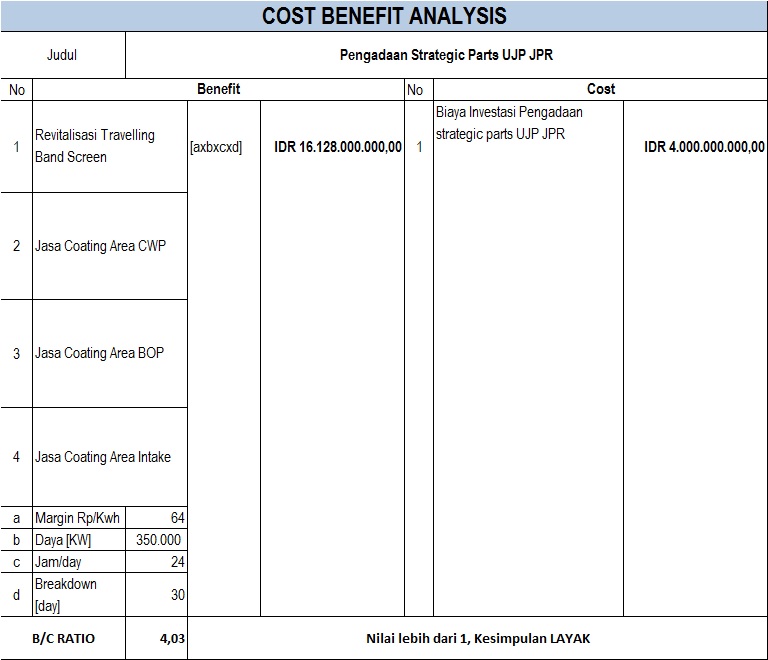 COST BENEFIT ANALYSIS
Judul Pengadaan Strategic Parts UJP JPR
No Benefit No Cost
1 Revitalisasi Travelling
Band Screen
[axbxcxd] IDR 16.128.000.000,00 1 Biaya Investasi Pengadaan
strategic parts UJP JPR
IDR 4.000.000.000,00
2 Jasa Coating Area CWP
3 Jasa Coating Area BOP
4 Jasa Coating Area Intake
a Margin Rp/Kwh 64
b Daya [KW] 350.000
c Jam/day 24
d Breakdown
[day]
30
B/C RATIO 4,03 Nilai lebih dari 1, Kesimpulan LAYAK